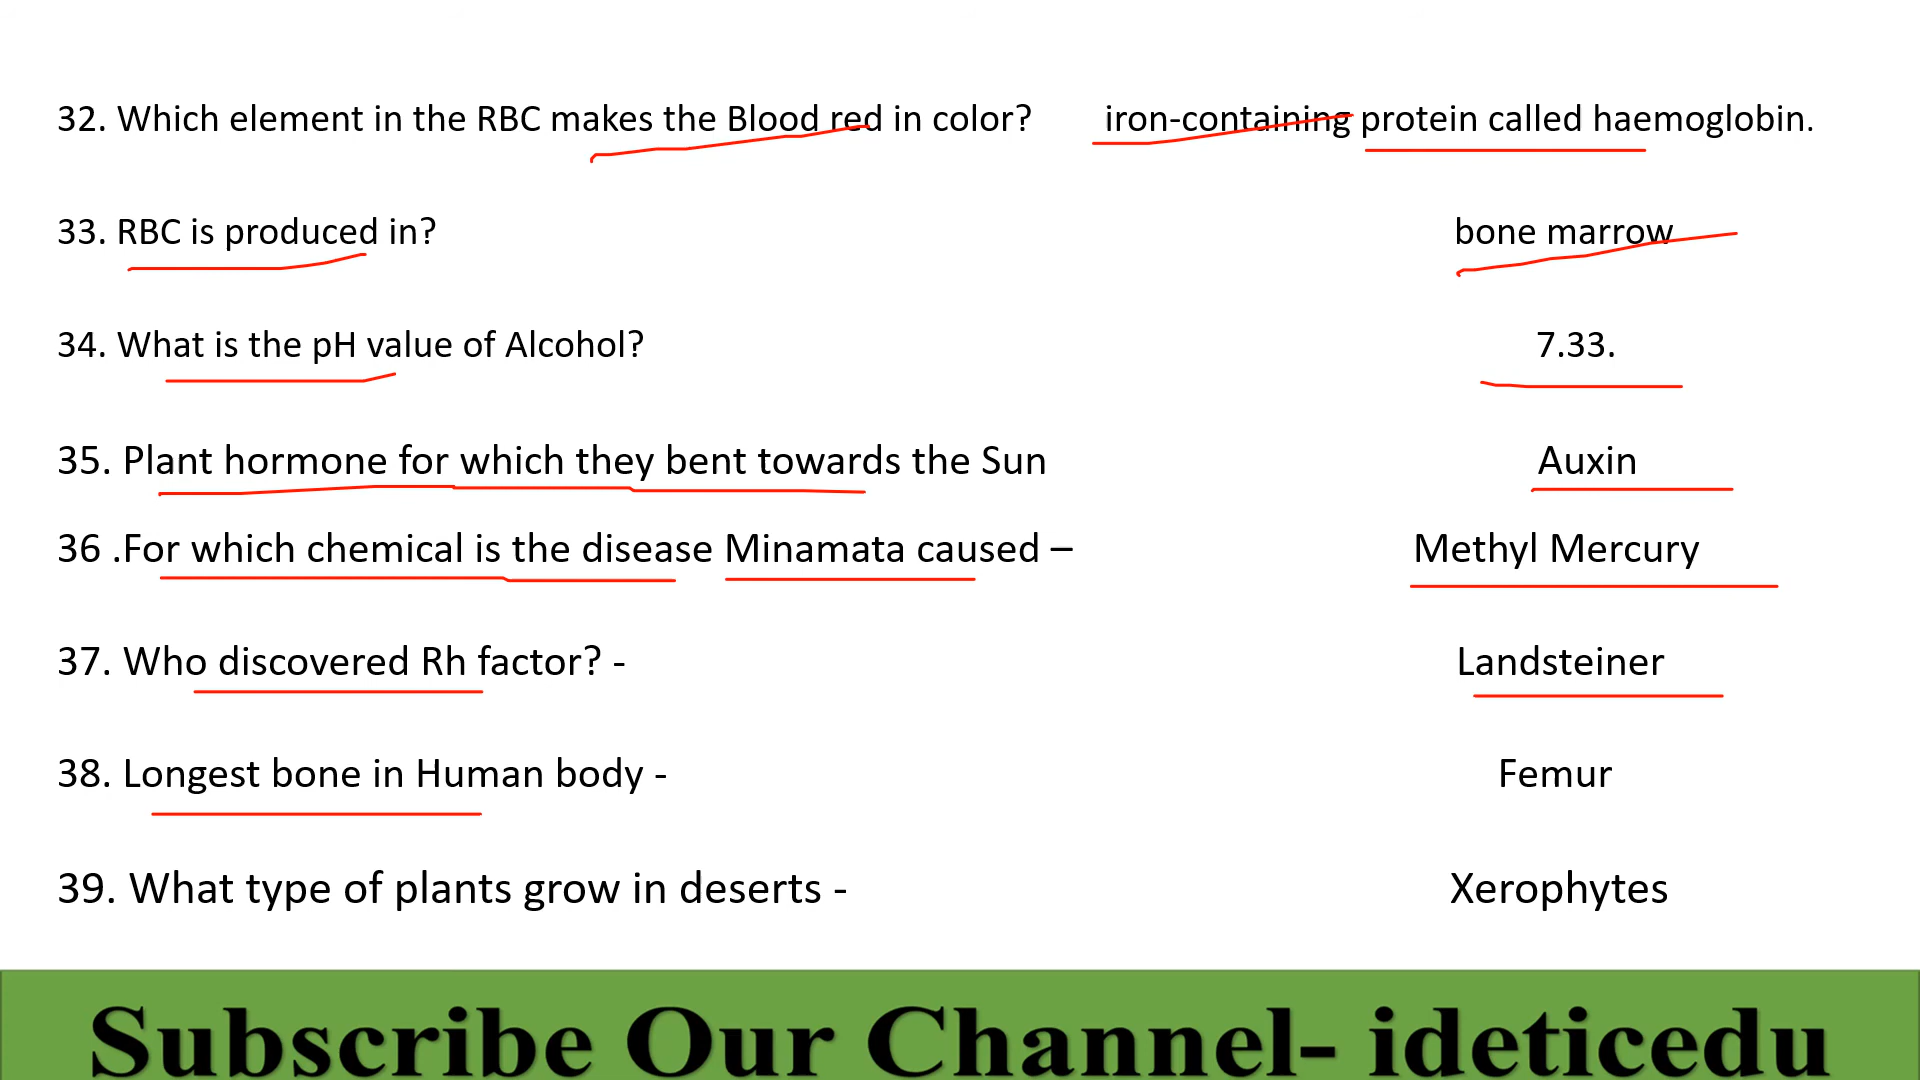 32. Which element in the RBC makes the Blood red in color? iron-containing protein called haemoglobin.
33. RBC is produced in? bone marrow
34. What is the pH value of Alcohol? 7.33.
35. Plant hormone for which they bent towards the Sun Auxin
36 .For which chemical is the disease Minamata caused – Methyl Mercury
37. Who discovered Rh factor? - Landsteiner
38. Longest bone in Human body - Femur
39. What type of plants grow in deserts - Xerophytes
Subscribe Our Channel- ideticedu